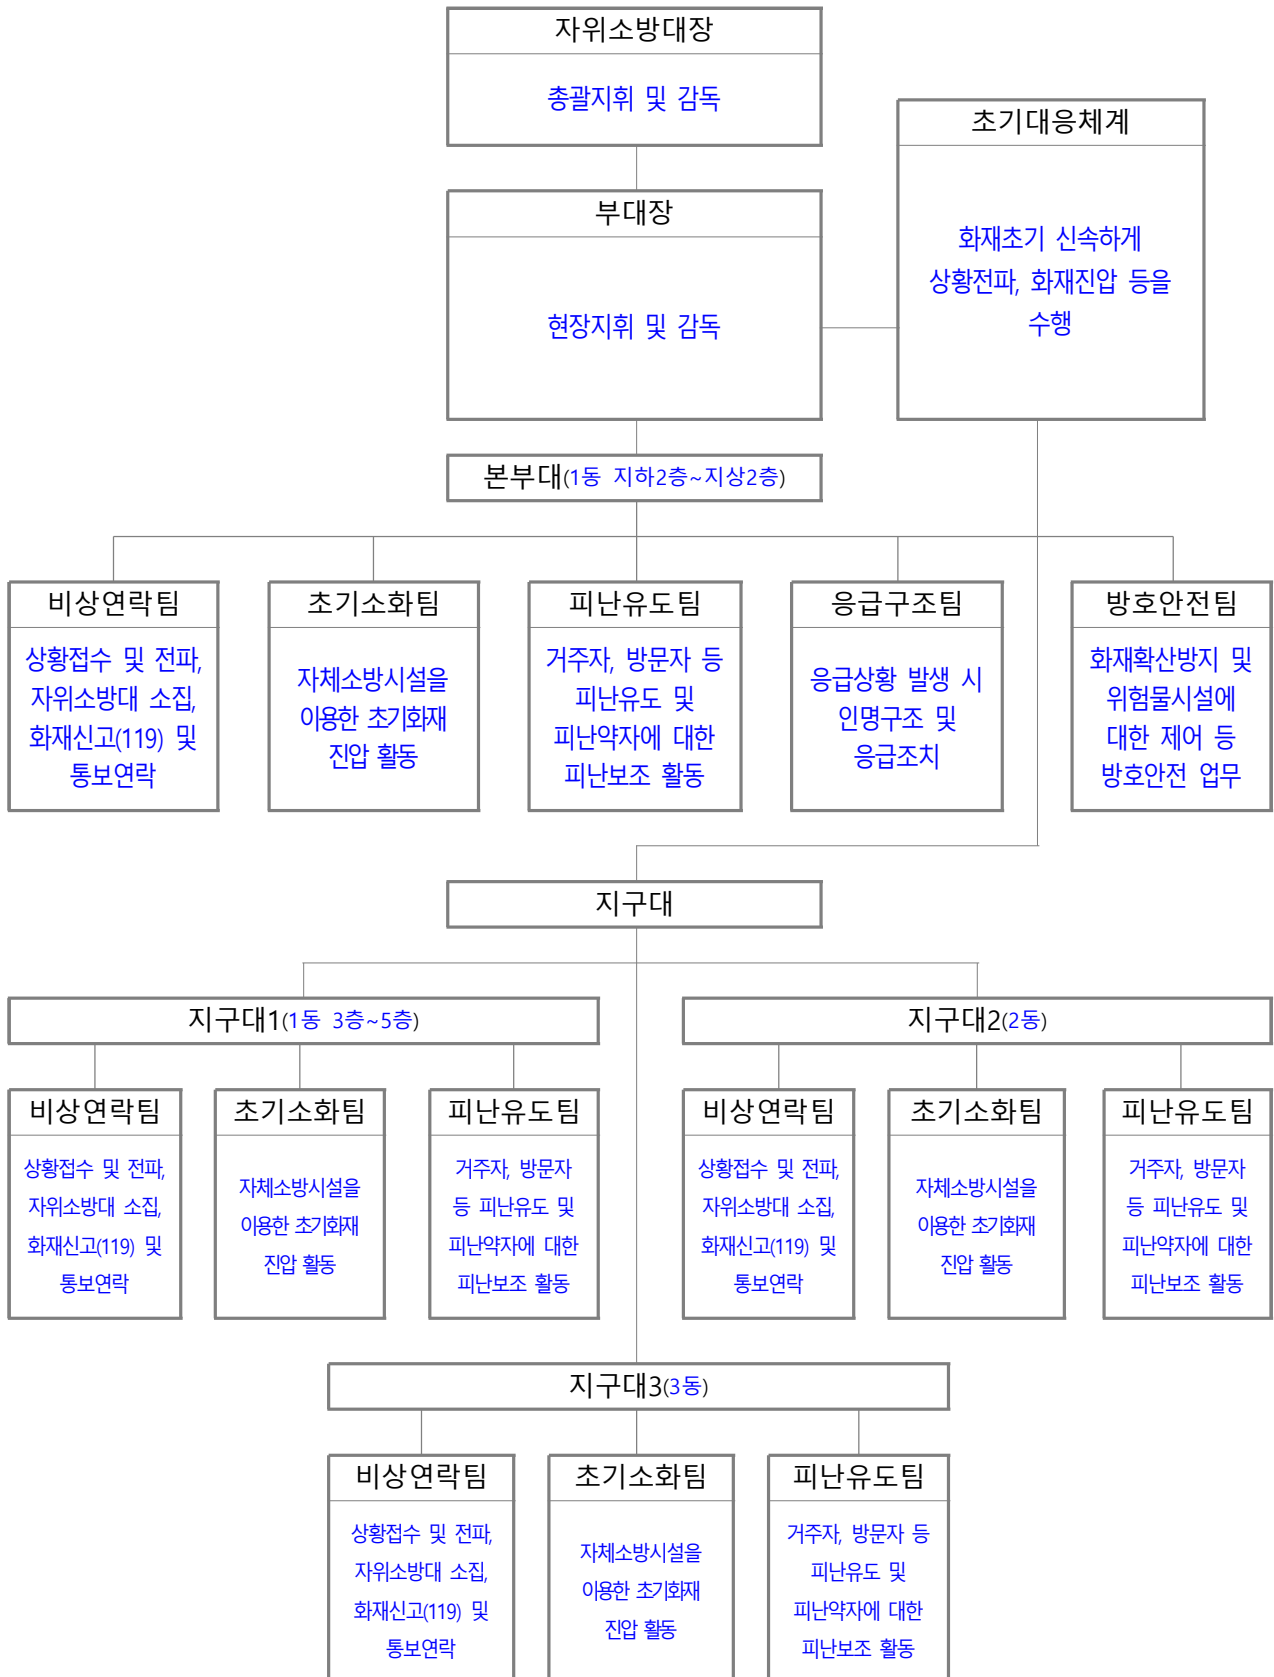 자위소방대장
총괄지휘 및 감독
초기대응체계
화재초기 신속하게
상황전파, 화재진압 등을
수행
부대장
현장지휘 및 감독
본부대(1동 지하2층~지상2층)
비상연락팀
상황접수 및 전파,
자위소방대 소집,
화재신고(119) 및
통보연락
초기소화팀
자체소방시설을
이용한 초기화재
진압 활동
피난유도팀
거주자, 방문자 등
피난유도 및
피난약자에 대한
피난보조 활동
응급구조팀
응급상황 발생 시
인명구조 및
응급조치
방호안전팀
화재확산방지 및
위험물시설에
대한 제어 등
방호안전 업무
지구대
지구대1(1동 3층~5층)
비상연락팀
상황접수 및 전파,
자위소방대 소집,
화재신고(119) 및
통보연락
초기소화팀
자체소방시설을
이용한 초기화재
진압 활동
피난유도팀
거주자, 방문자
등 피난유도 및
피난약자에 대한
피난보조 활동
지구대2(2동)
비상연락팀
상황접수 및 전파,
자위소방대 소집,
화재신고(119) 및
통보연락
초기소화팀
자체소방시설을
이용한 초기화재
진압 활동
피난유도팀
거주자, 방문자
등 피난유도 및
피난약자에 대한
피난보조 활동
지구대3(3동)
비상연락팀
상황접수 및 전파,
자위소방대 소집,
화재신고(119) 및
통보연락
초기소화팀
자체소방시설을
이용한 초기화재
진압 활동
피난유도팀
거주자, 방문자 등
피난유도 및
피난약자에 대한
피난보조 활동